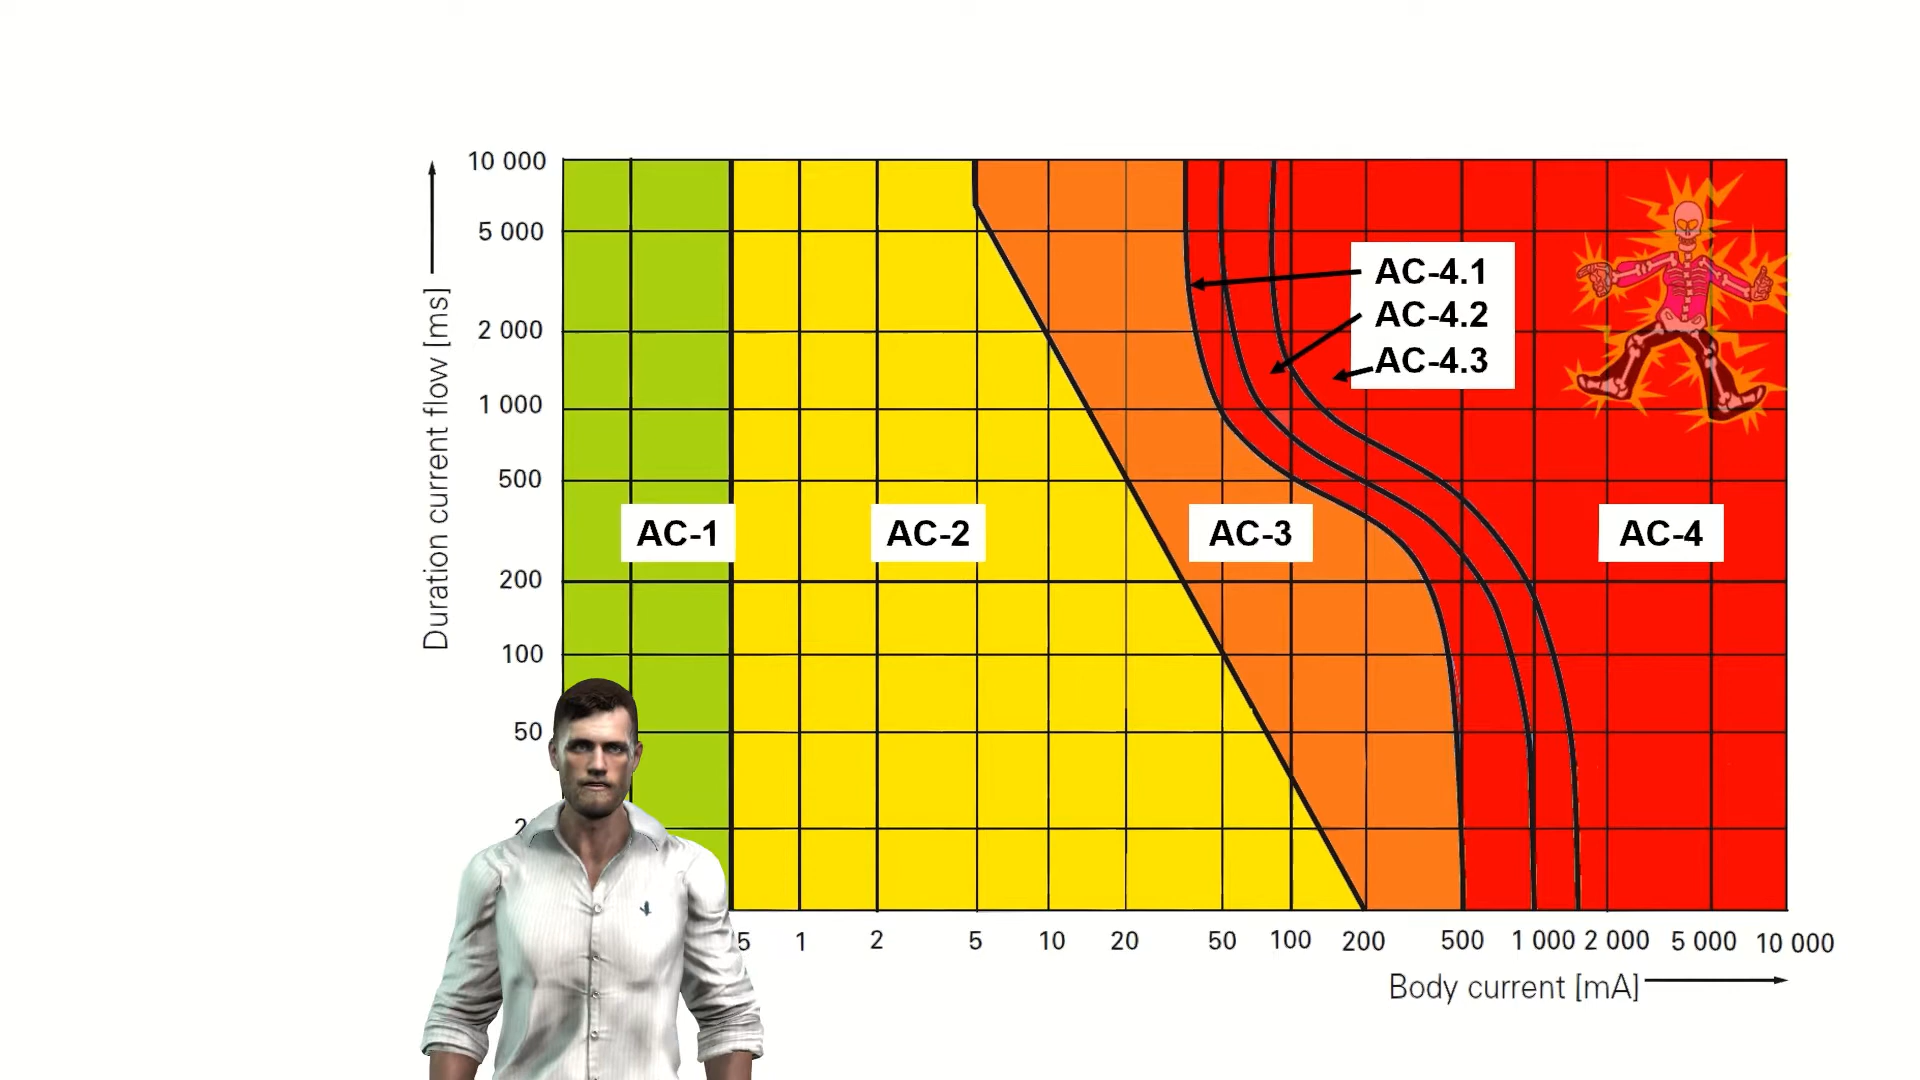 10 000
5 000
2 000
1 000
500
200
100
50
Duration current flow [ms]
AC-4.1
AC-4.2
AC-4.3
AC-1 AC-2 AC-3 AC-4
5 1 2 5 10 20 50 100 200 500 1 000 2 000 5 000 10 000
Body current [mA]